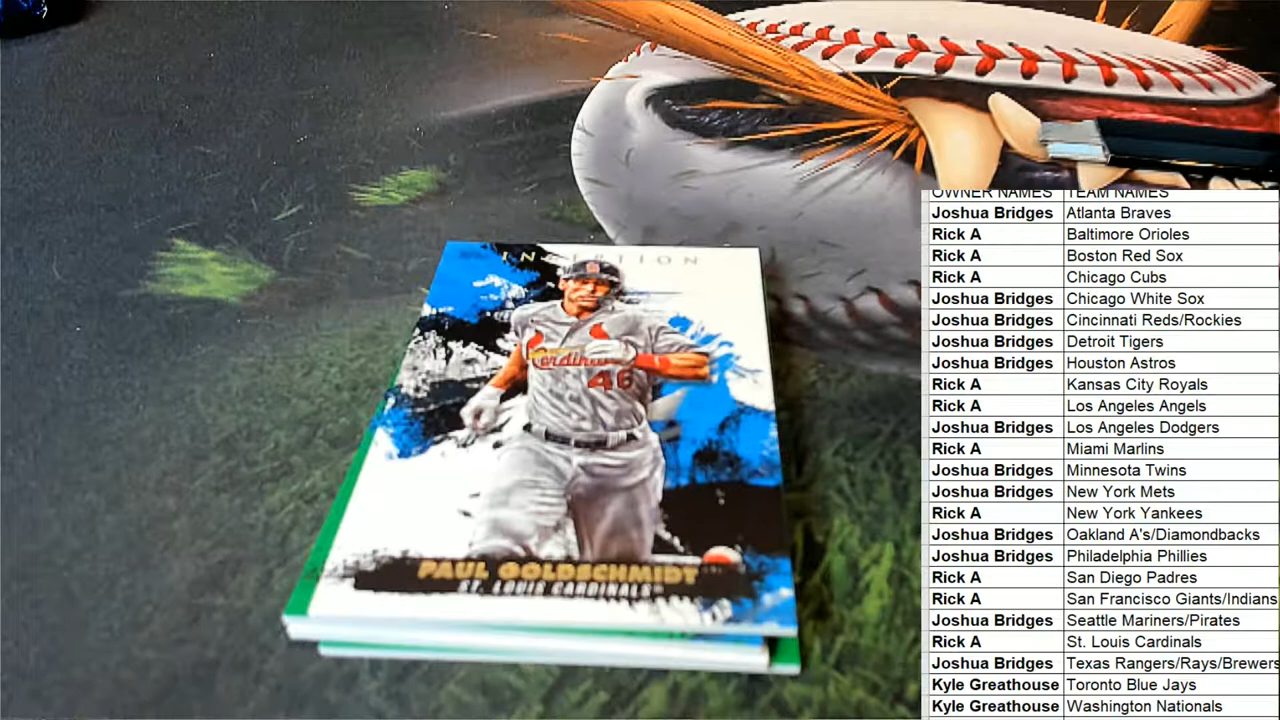 INCEPTION
Cardinals
46
PAUL GOLDSCHMIDT
ST. LOUIS CARDINALS
OWNER NAMES TEAM NAMES
Joshua Bridges Atlanta Braves
Rick A Baltimore Orioles
Rick A Boston Red Sox
Rick A Chicago Cubs
Joshua Bridges Chicago White Sox
Joshua Bridges Cincinnati Reds/Rockies
Joshua Bridges Detroit Tigers
Joshua Bridges Houston Astros
Rick A Kansas City Royals
Rick A Los Angeles Angels
Joshua Bridges Los Angeles Dodgers
Rick A Miami Marlins
Joshua Bridges Minnesota Twins
Joshua Bridges New York Mets
Rick A New York Yankees
Joshua Bridges Oakland A's/Diamondbacks
Joshua Bridges Philadelphia Phillies
Rick A San Diego Padres
Rick A San Francisco Giants/Indians
Joshua Bridges Seattle Mariners/Pirates
Rick A St. Louis Cardinals
Joshua Bridges Texas Rangers/Rays/Brewers
Kyle Greathouse Toronto Blue Jays
Kyle Greathouse Washington Nationals